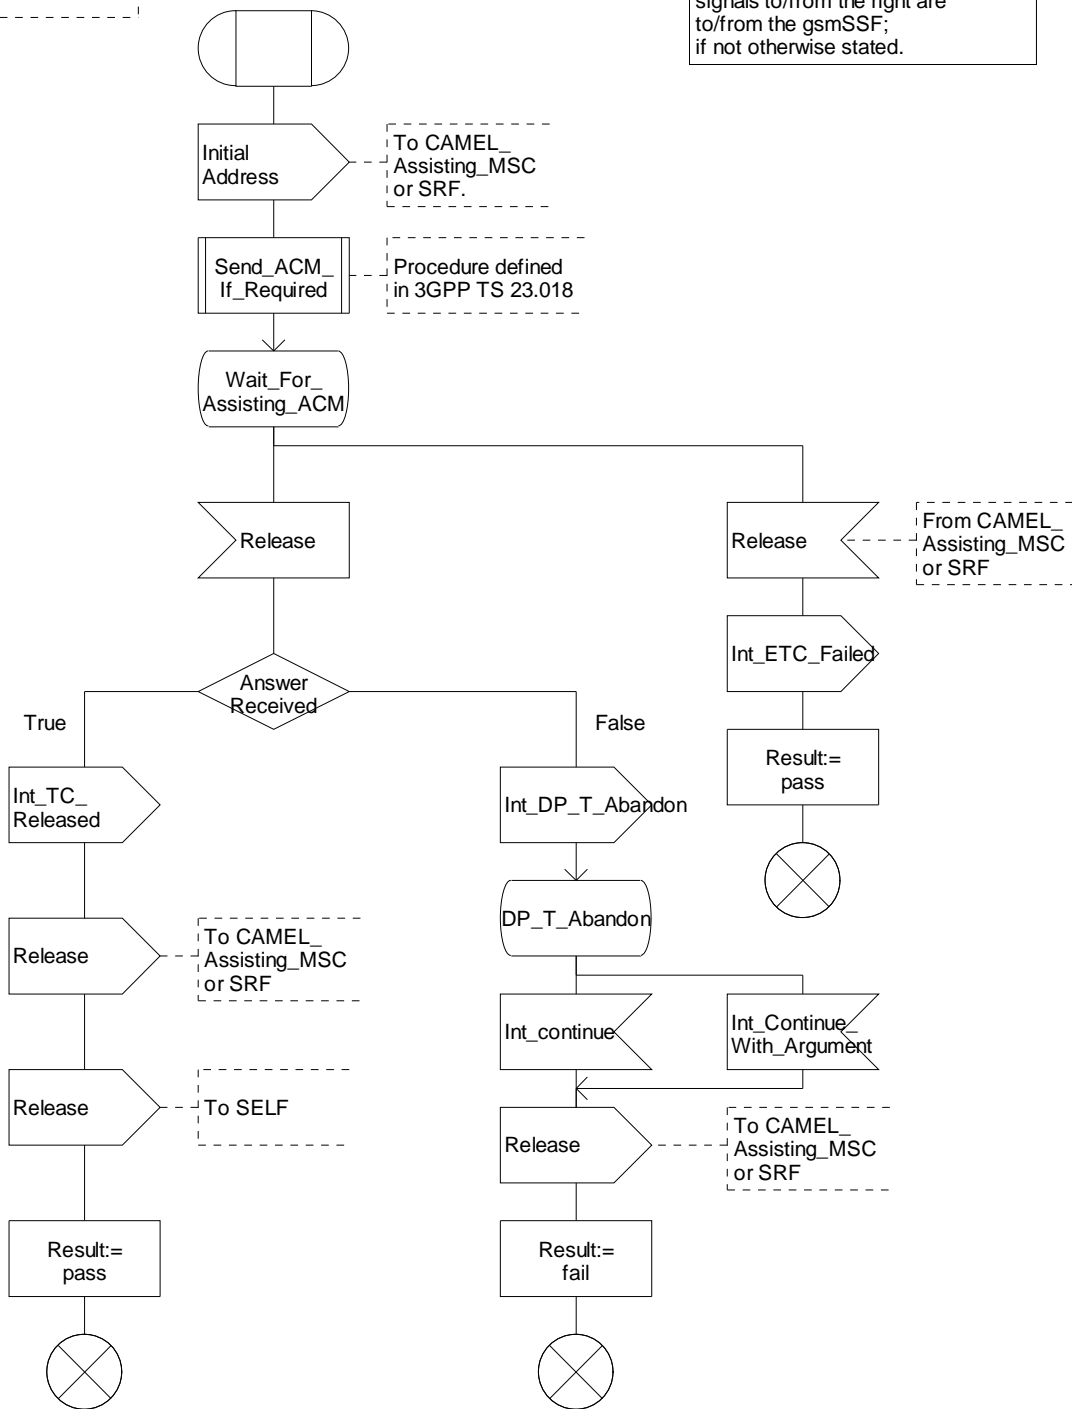 signals to/from the right are
to/from the gsmSSF;
if not otherwise stated.
Initial
Address
To CAMEL_
Assisting_MSC
or SRF.
Send_ACM_
If_Required
Procedure defined
in 3GPP TS 23.018
Wait_For_
Assisting_ACM
Release
Release
From CAMEL_
Assisting_MSC
or SRF
Int_ETC_Failed
Answer
Received
True
False
Result:=
pass
Int_TC_
Released
Int_DP_T_Abandon
DP_T_Abandon
Release
To CAMEL_
Assisting_MSC
or SRF
Int_continue
Int_Continue_
With_Argument
Release
To SELF
Release
To CAMEL_
Assisting_MSC
or SRF
Result:=
pass
Result:=
fail